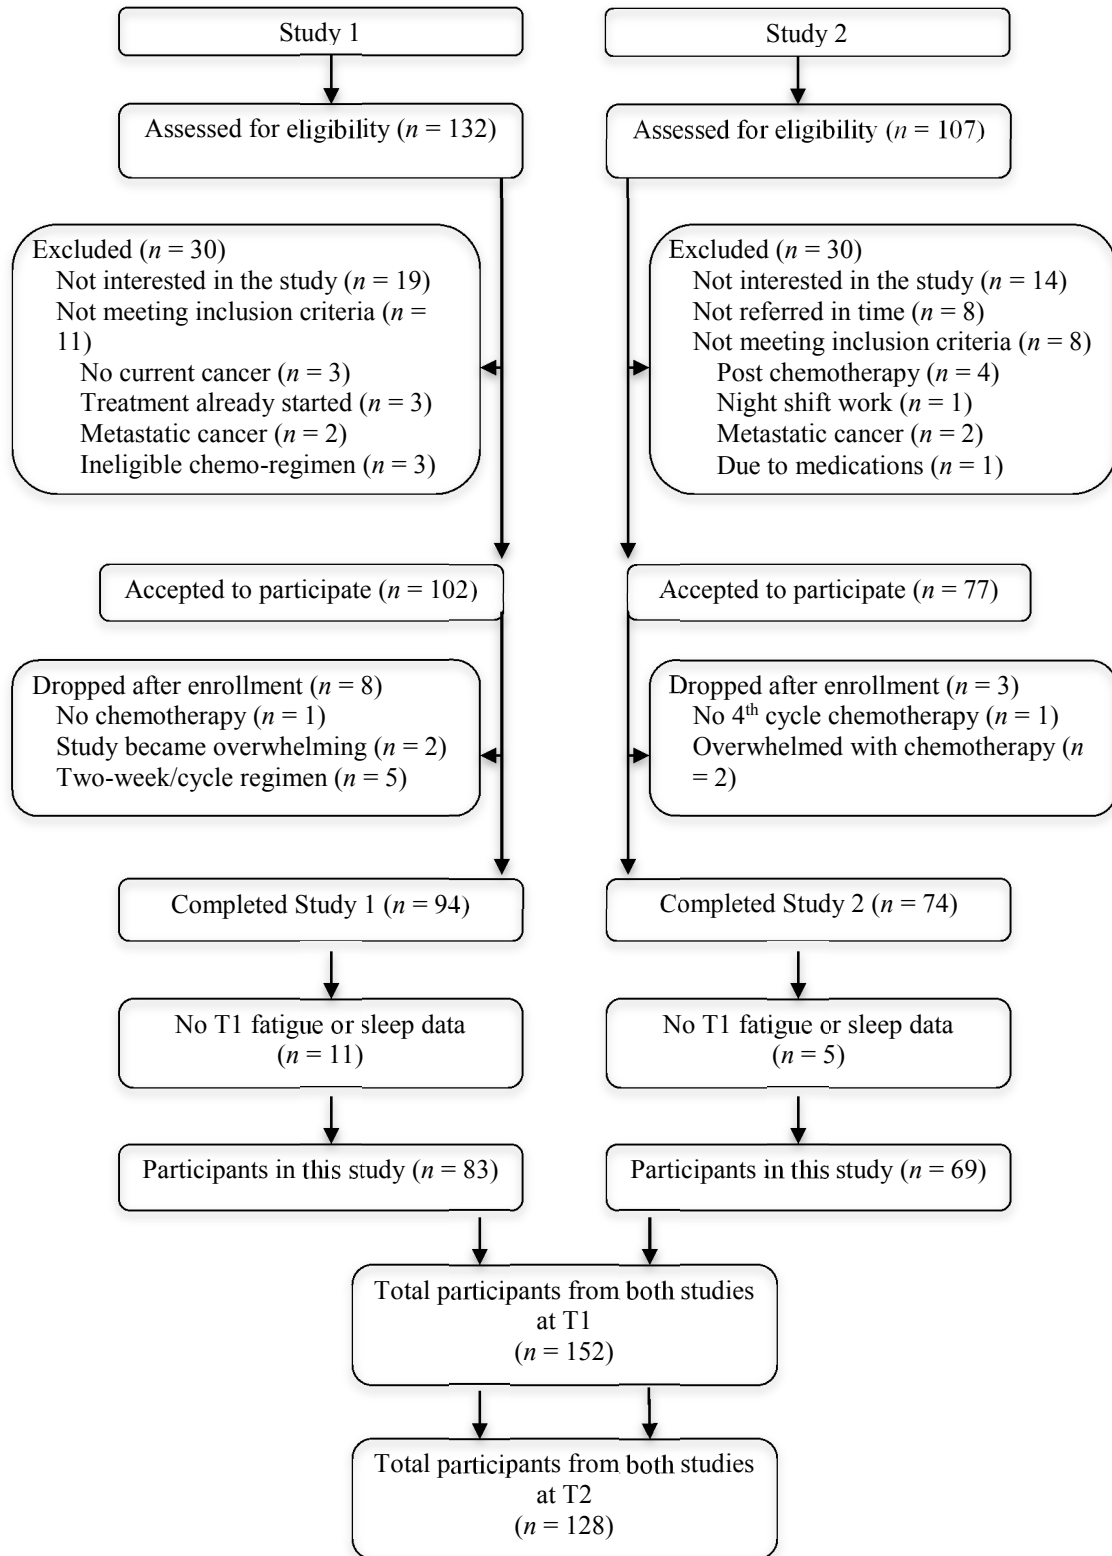 Study 1
Study 2
Assessed for eligibility (n = 132)
Assessed for eligibility (n = 107)
Excluded (n = 30)
Not interested in the study (n = 19)
Not meeting inclusion criteria (n =
11)
No current cancer (n = 3)
Treatment already started (n = 3)
Metastatic cancer (n = 2)
Ineligible chemo-regimen (n = 3)
Excluded (n = 30)
Not interested in the study (n = 14)
Not referred in time (n = 8)
Not meeting inclusion criteria (n = 8)
Post chemotherapy (n = 4)
Night shift work (n = 1)
Metastatic cancer (n = 2)
Due to medications (n = 1)
Accepted to participate (n = 102)
Accepted to participate (n = 77)
Dropped after enrollment (n = 8)
No chemotherapy (n = 1)
Study became overwhelming (n = 2)
Two-week/cycle regimen (n = 5)
Dropped after enrollment (n = 3)
No 4th cycle chemotherapy (n = 1)
Overwhelmed with chemotherapy (n
= 2)
Completed Study 1 (n = 94)
Completed Study 2 (n = 74)
No T1 fatigue or sleep data
(n = 11)
No T1 fatigue or sleep data
(n = 5)
Participants in this study (n = 83)
Participants in this study (n = 69)
Total participants from both studies
at T1
(n = 152)
Total participants from both studies
at T2
(n = 128)